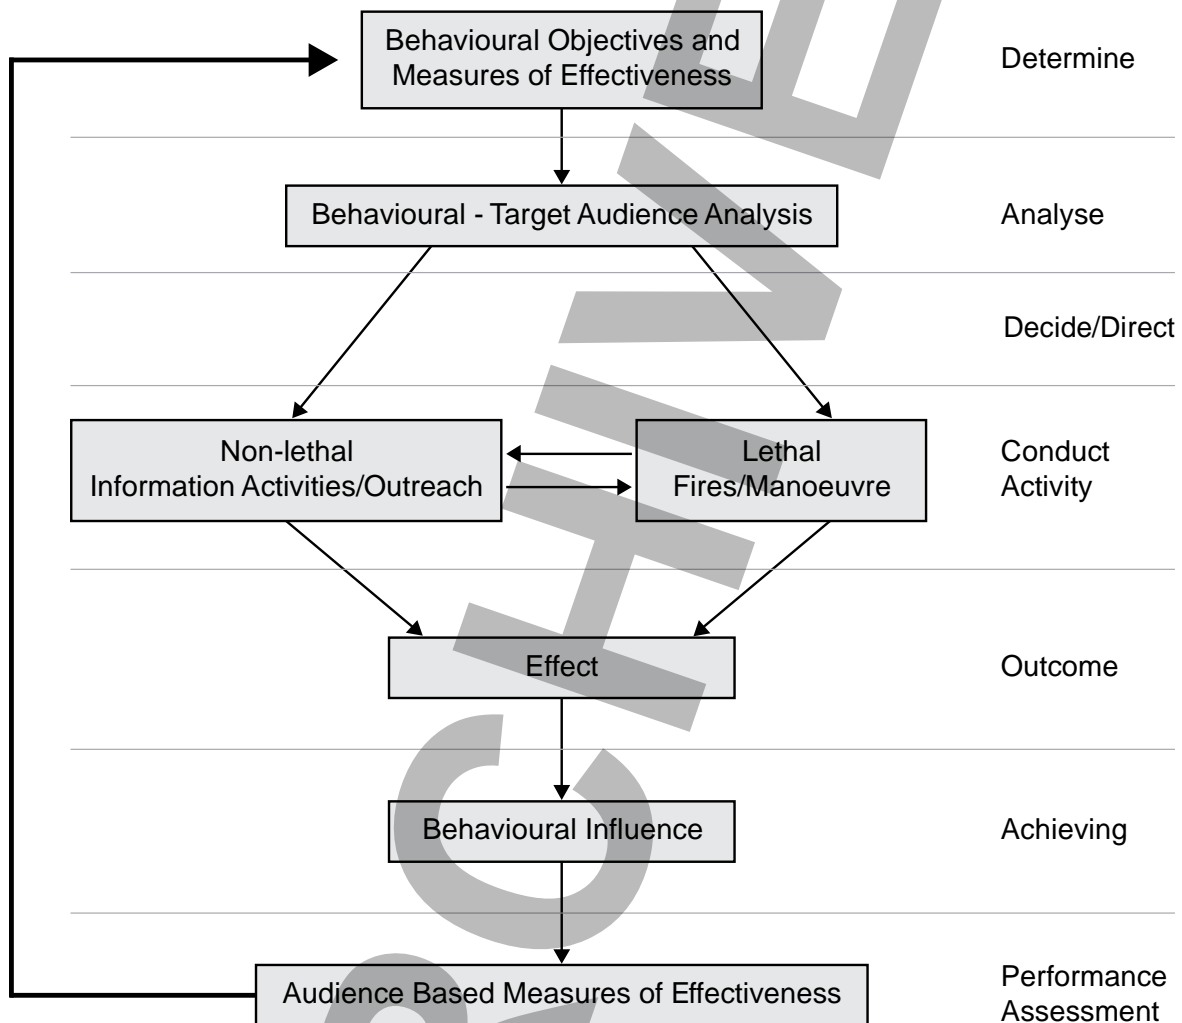 Behavioural Objectives and
Measures of Effectiveness
Determine
Behavioural - Target Audience Analysis
Analyse
Decide/Direct
Non-lethal
Information Activities/Outreach
Lethal
Fires/Manoeuvre
Conduct
Activity
Effect
Outcome
Behavioural Influence
Achieving
Audience Based Measures of Effectiveness
Performance
Assessment